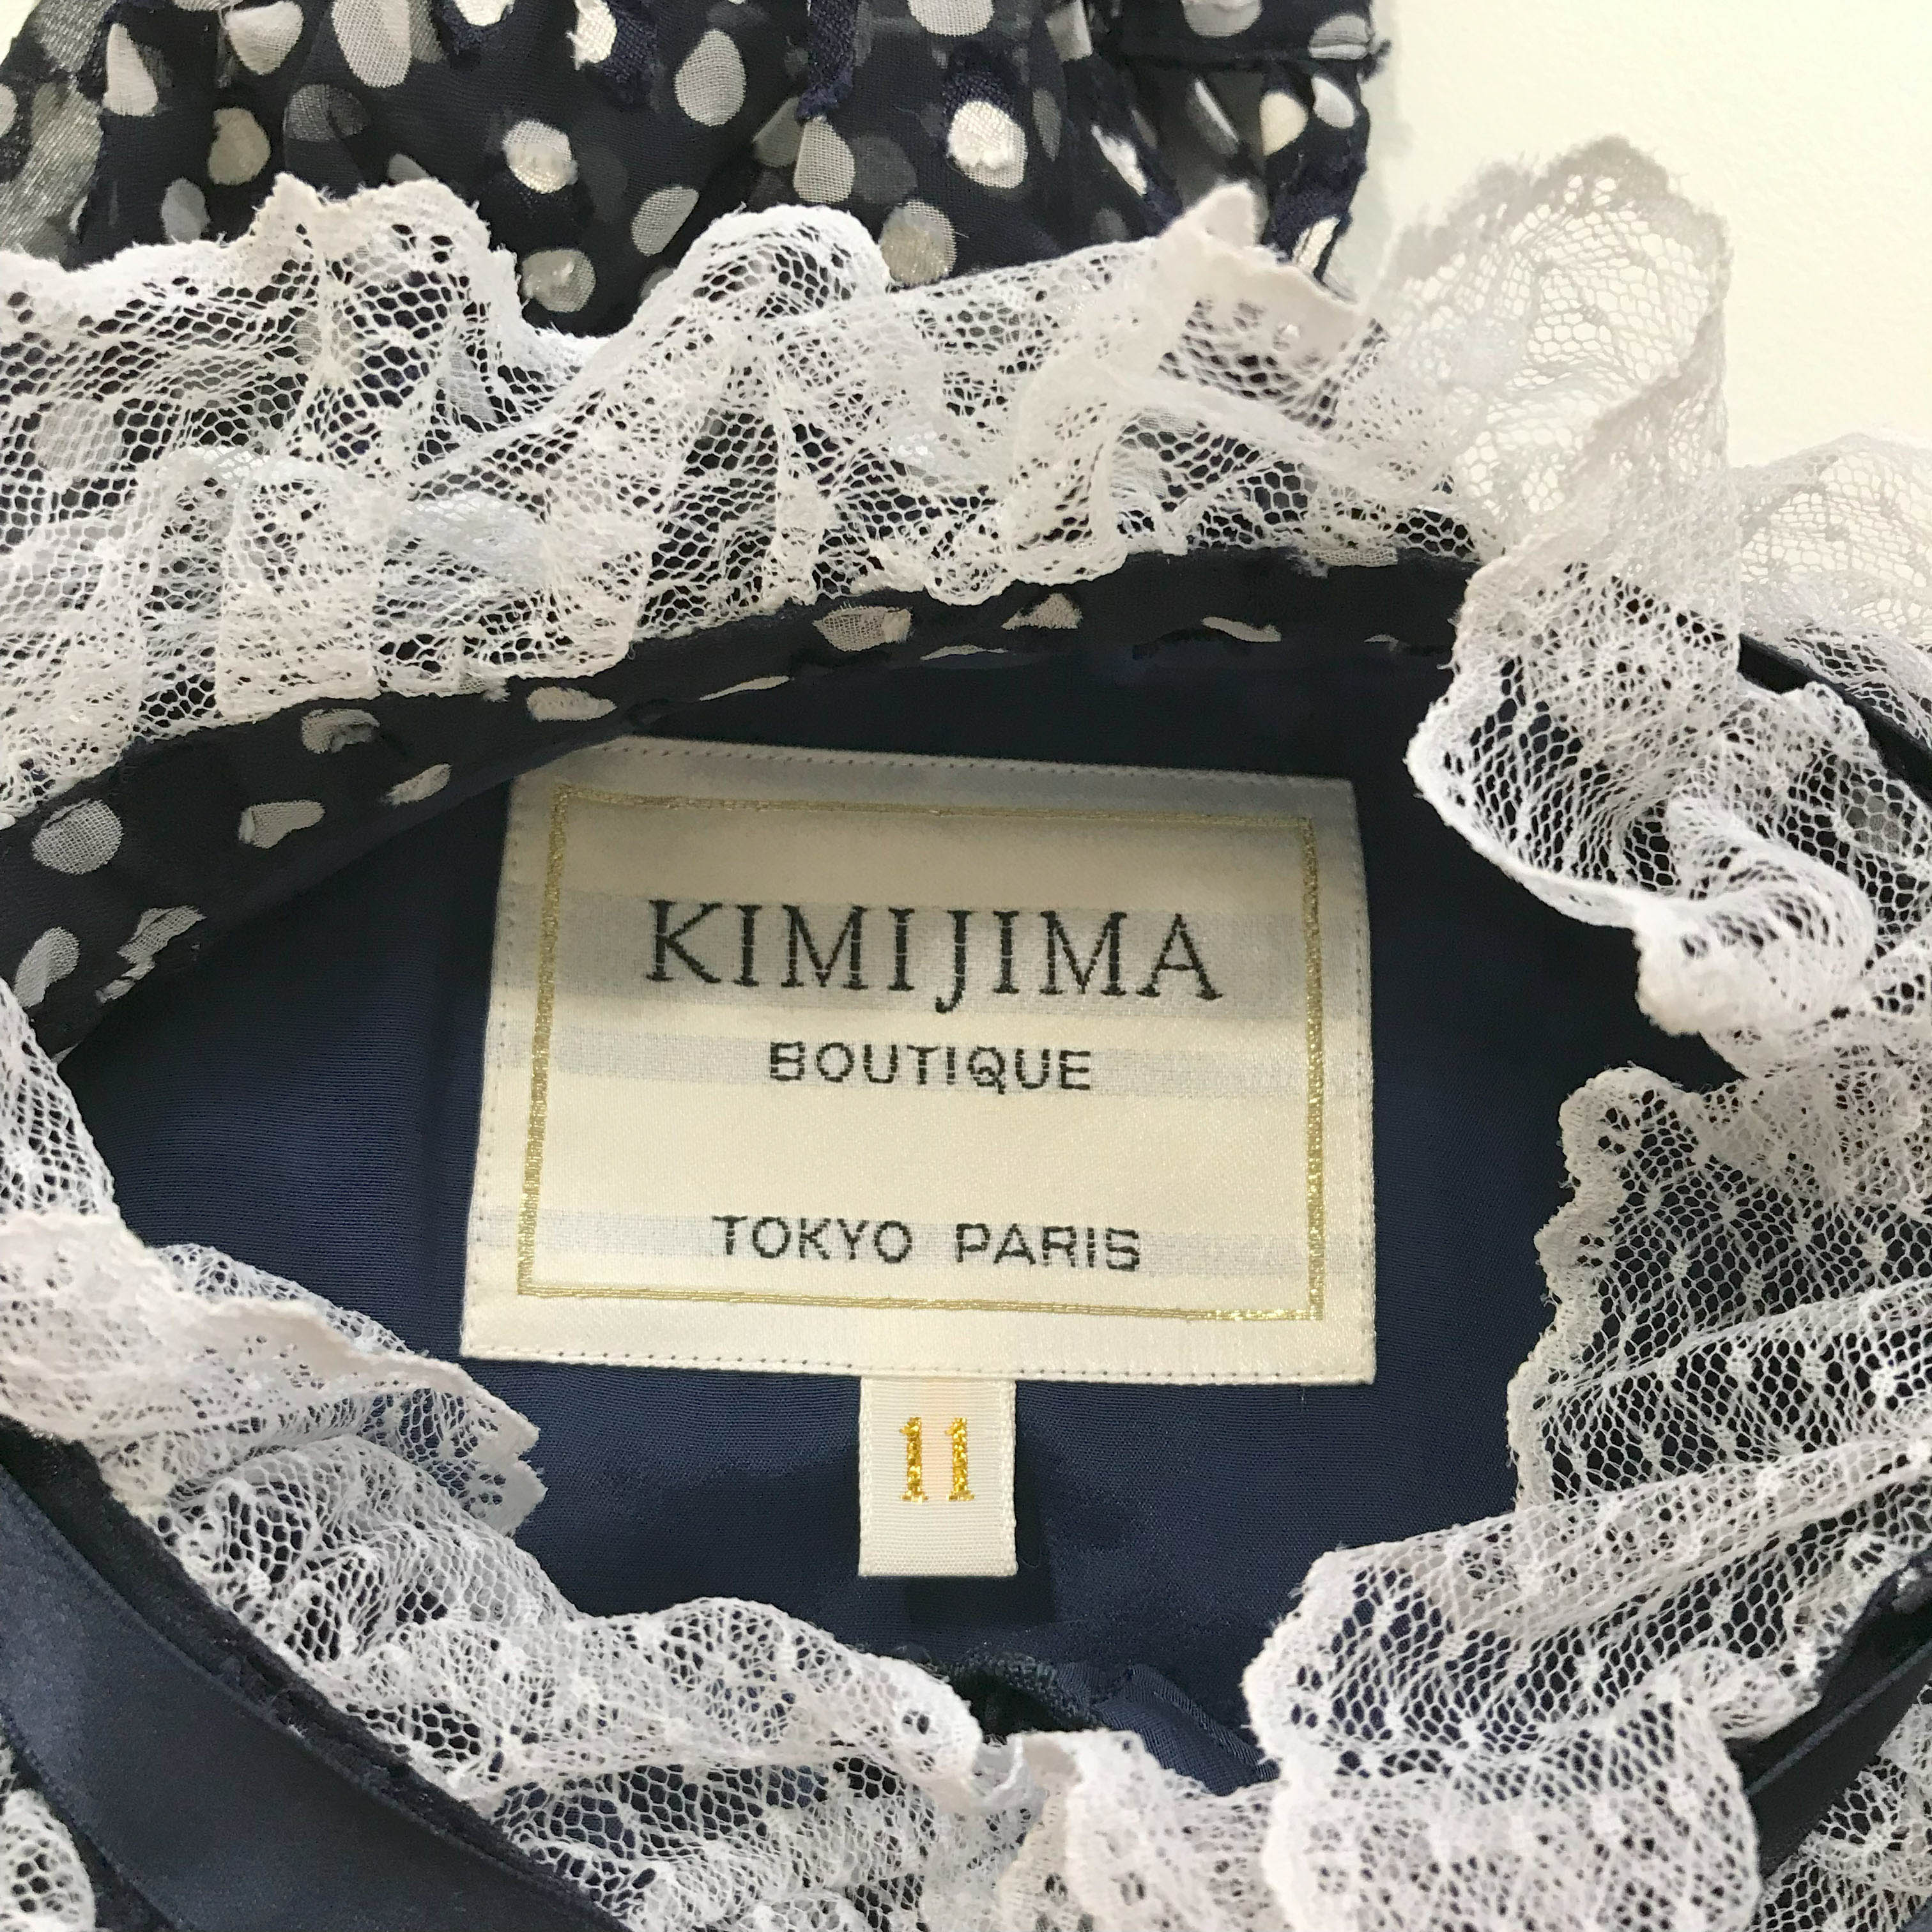 KIMIJIMA
BOUTIQUE
TOKYO PARIS
11